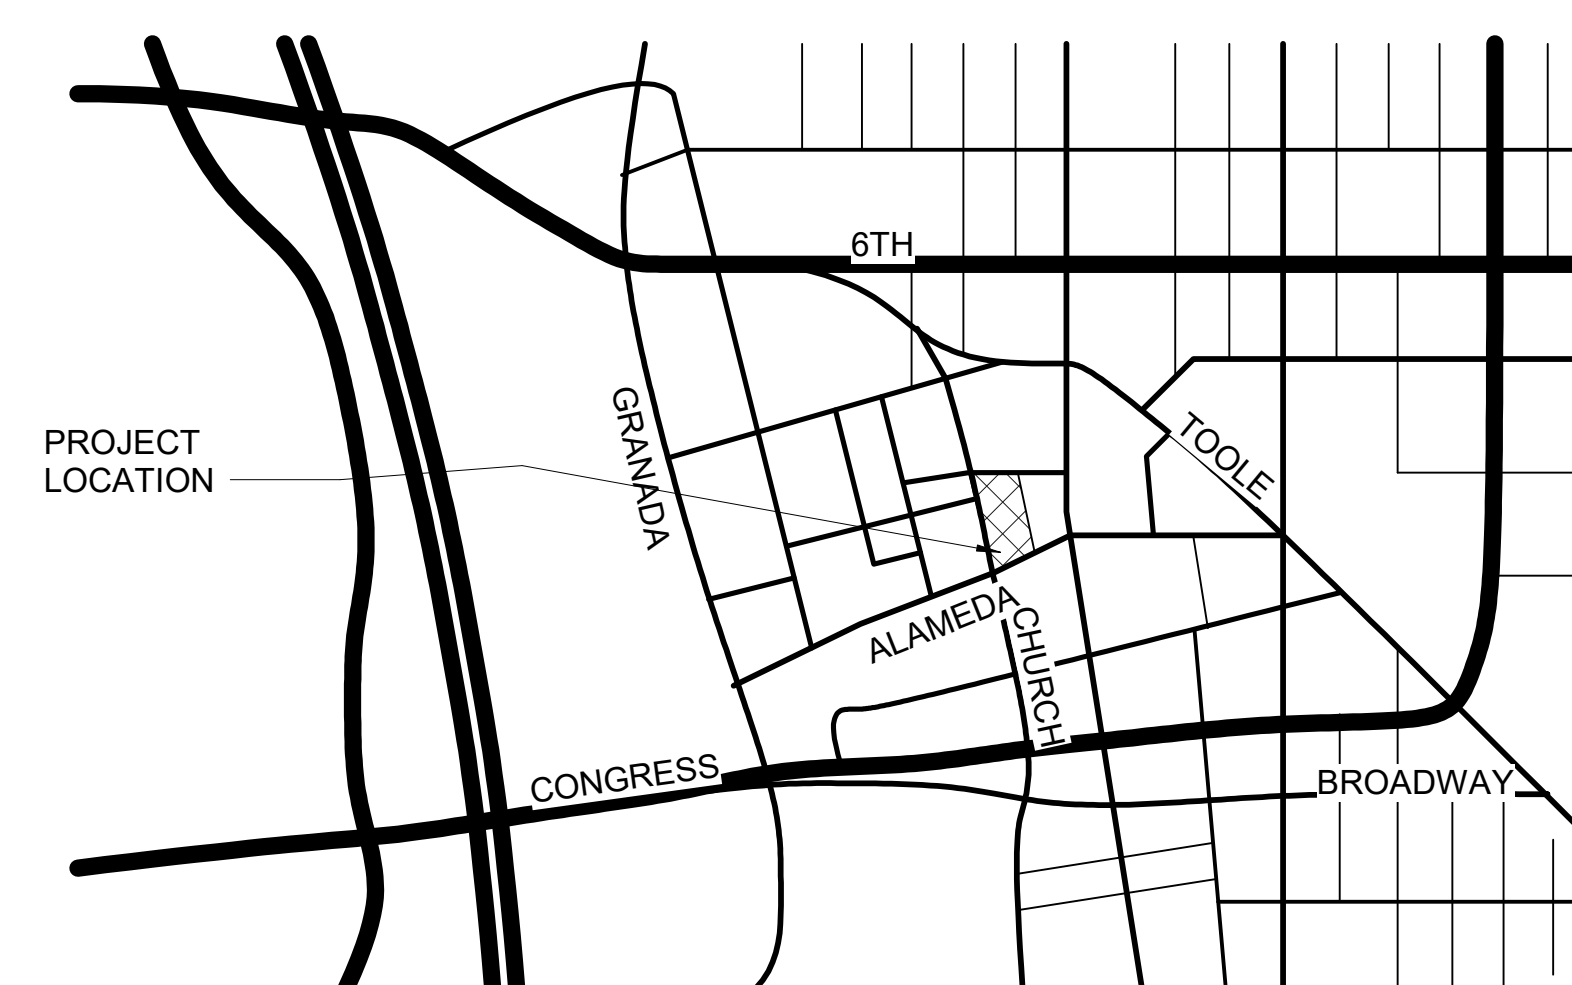 6TH
GRANADA
PROJECT
LOCATION
TOOLE
ALAMEDA
CHURCH
CONGRESS
BROADWAY